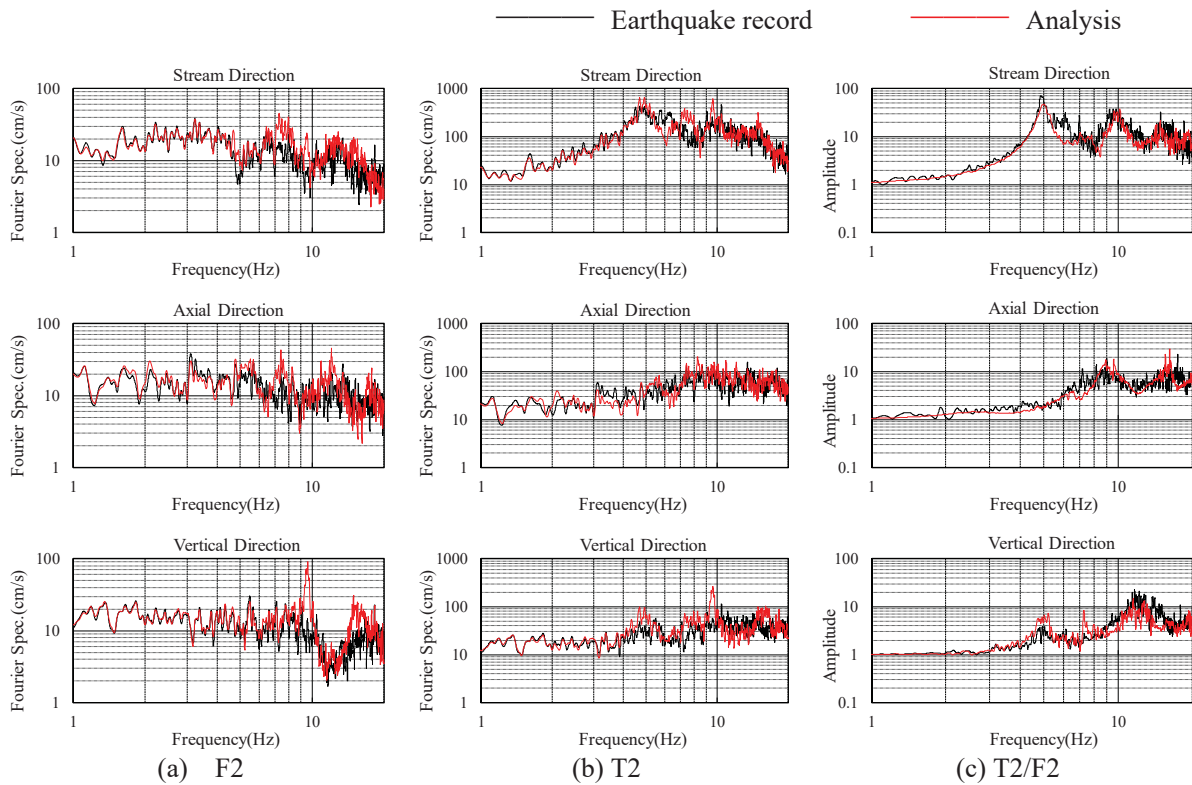 Earthquake record Analysis
Stream Direction
100
10
1
1 10
Fourier Spec.(cm/s)
Frequency(Hz)
Stream Direction
1000
100
10
1
1 10
Fourier Spec.(cm/s)
Frequency(Hz)
Stream Direction
100
10
1
0.1
1 10
Amplitude
Frequency(Hz)
Axial Direction
100
10
1
1 10
Fourier Spec.(cm/s)
Frequency(Hz)
Axial Direction
1000
100
10
1
1 10
Fourier Spec.(cm/s)
Frequency(Hz)
Axial Direction
100
10
1
0.1
1 10
Amplitude
Frequency(Hz)
Vertical Direction
100
10
1
1 10
Fourier Spec.(cm/s)
Frequency(Hz)
Vertical Direction
1000
100
10
1
1 10
Fourier Spec.(cm/s)
Frequency(Hz)
Vertical Direction
100
10
1
0.1
1 10
Amplitude
Frequency(Hz)
(a) F2
(b) T2
(c) T2/F2